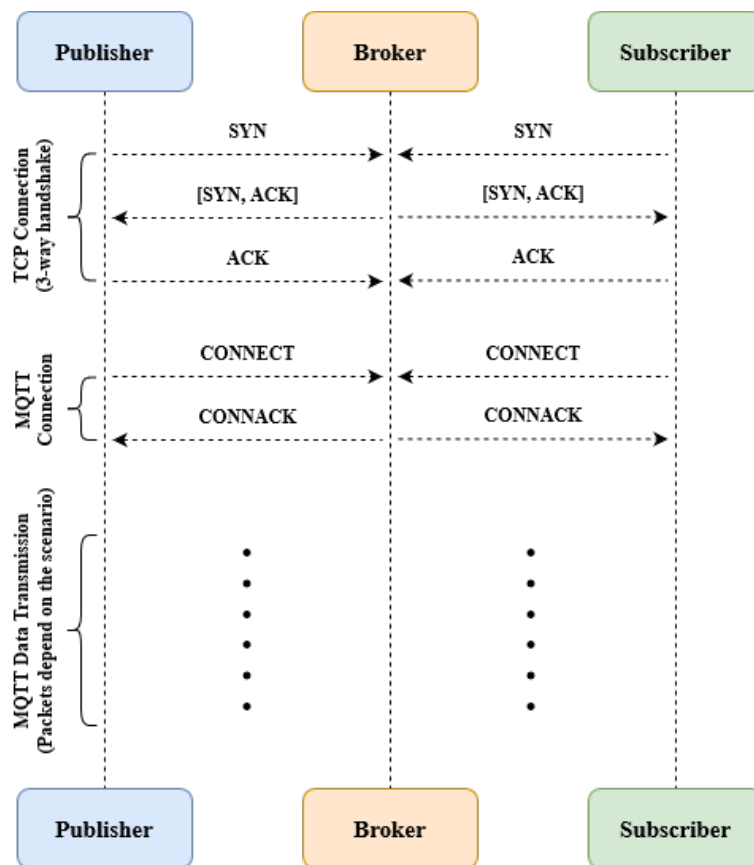 Publisher
Broker
Subscriber
TCP Connection
(3-way handshake)
SYN
SYN
[SYN, ACK]
[SYN, ACK]
ACK
ACK
MQTT
Connection
CONNECT
CONNECT
CONNACK
CONNACK
MQTT Data Transmission
(Packets depend on the scenario)
Publisher
Broker
Subscriber